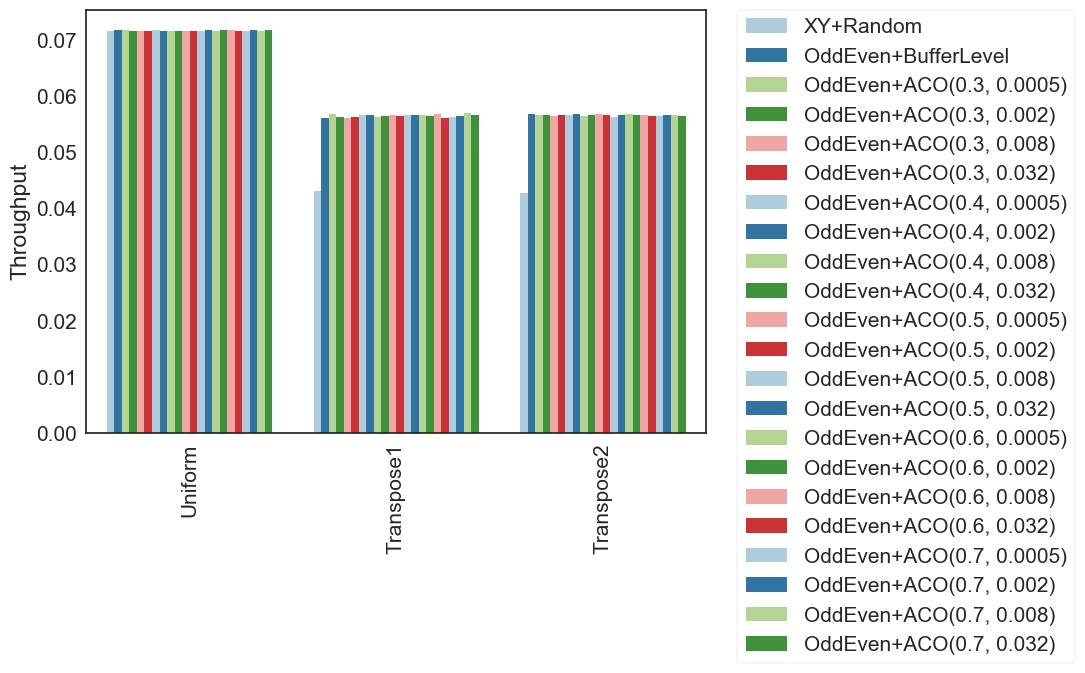 Throughput
0.07
0.06
0.05
0.04
0.03
0.02
0.01
0.00
Uniform
Transpose1
Transpose2
XY+Random
OddEven+BufferLevel
OddEven+ACO(0.3, 0.0005)
OddEven+ACO(0.3, 0.002)
OddEven+ACO(0.3, 0.008)
OddEven+ACO(0.3, 0.032)
OddEven+ACO(0.4, 0.0005)
OddEven+ACO(0.4, 0.002)
OddEven+ACO(0.4, 0.008)
OddEven+ACO(0.4, 0.032)
OddEven+ACO(0.5, 0.0005)
OddEven+ACO(0.5, 0.002)
OddEven+ACO(0.5, 0.008)
OddEven+ACO(0.5, 0.032)
OddEven+ACO(0.6, 0.0005)
OddEven+ACO(0.6, 0.002)
OddEven+ACO(0.6, 0.008)
OddEven+ACO(0.6, 0.032)
OddEven+ACO(0.7, 0.0005)
OddEven+ACO(0.7, 0.002)
OddEven+ACO(0.7, 0.008)
OddEven+ACO(0.7, 0.032)